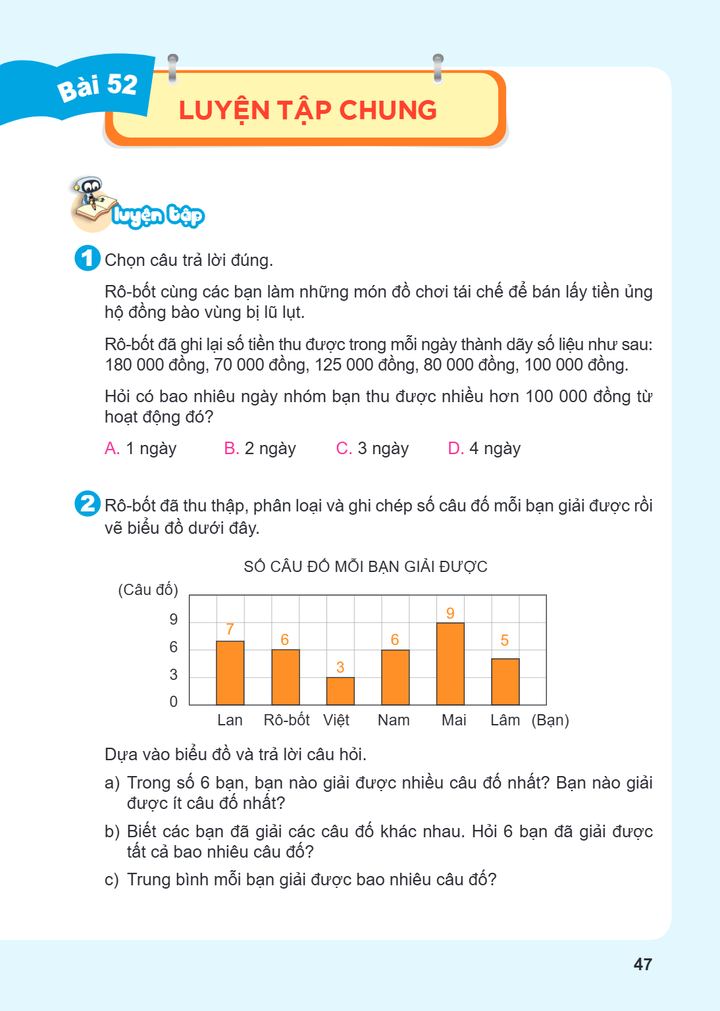 Bài 52
LUYỆN TẬP CHUNG
luyện tập
1 Chọn câu trả lời đúng.
Rô-bốt cùng các bạn làm những món đồ chơi tái chế để bán lấy tiền ủng
hộ đồng bào vùng bị lũ lụt.
Rô-bốt đã ghi lại số tiền thu được trong mỗi ngày thành dãy số liệu như sau:
180 000 đồng, 70 000 đồng, 125 000 đồng, 80 000 đồng, 100 000 đồng.
Hỏi có bao nhiêu ngày nhóm bạn thu được nhiều hơn 100 000 đồng từ
hoạt động đó?
A. 1 ngày B. 2 ngày C. 3 ngày D. 4 ngày
2 Rô-bốt đã thu thập, phân loại và ghi chép số câu đố mỗi bạn giải được rồi
vẽ biểu đồ dưới đây.
SỐ CÂU ĐỐ MỖI BẠN GIẢI ĐƯỢC
(Câu đố)
9
6
3
0
7 6 3 6 9 5
Lan Rô-bốt Việt Nam Mai Lâm (Bạn)
Dựa vào biểu đồ và trả lời câu hỏi.
a) Trong số 6 bạn, bạn nào giải được nhiều câu đố nhất? Bạn nào giải
được ít câu đố nhất?
b) Biết các bạn đã giải các câu đố khác nhau. Hỏi 6 bạn đã giải được
tất cả bao nhiêu câu đố?
c) Trung bình mỗi bạn giải được bao nhiêu câu đố?
47